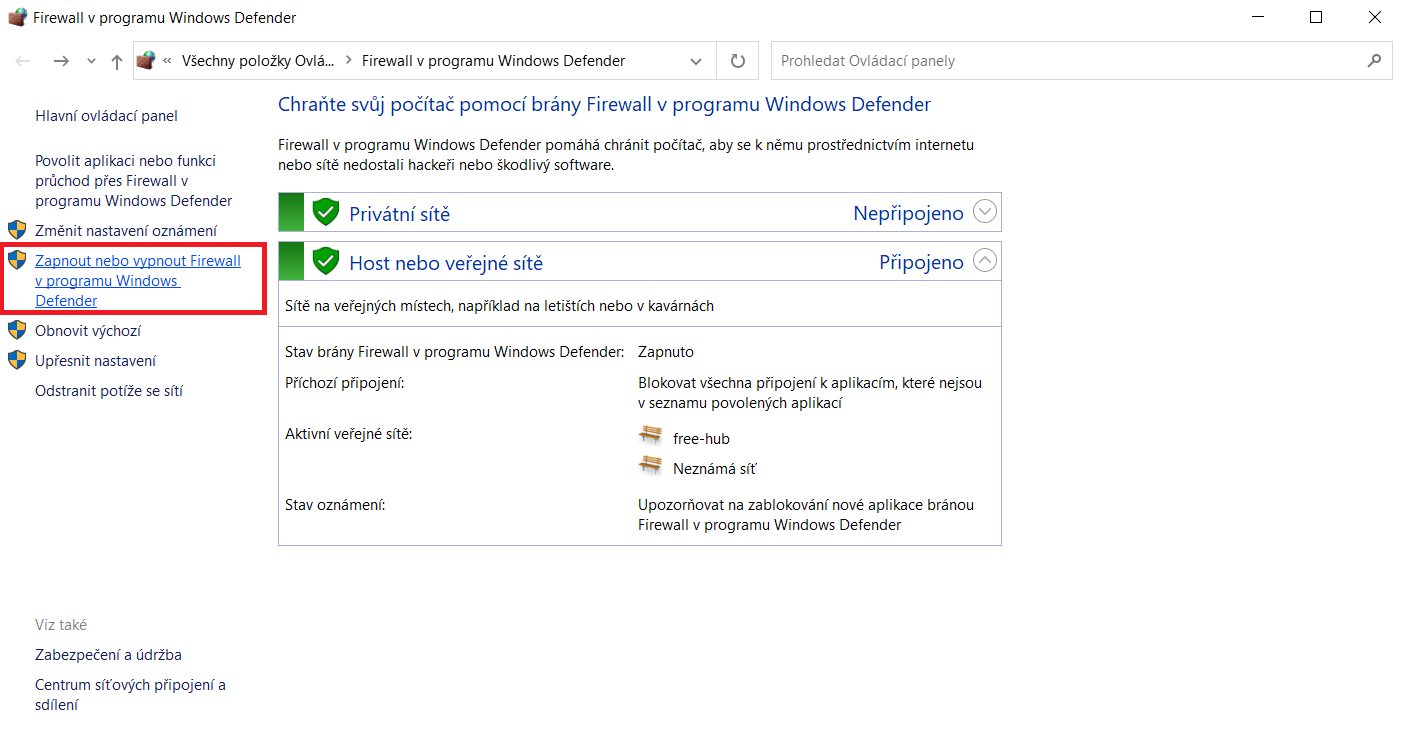 Firewall v programu Windows Defender
« Všechny položky Ovlá... > Firewall v programu Windows Defender
Prohledat Ovládací panely
Hlavní ovládací panel
Povolit aplikaci nebo funkci
průchod přes Firewall v
programu Windows Defender
Změnit nastavení oznámení
Zapnout nebo vypnout Firewall
v programu Windows
Defender
Obnovit výchozí
Upřesnit nastavení
Odstranit potíže se sítí
Chraňte svůj počítač pomocí brány Firewall v programu Windows Defender
Firewall v programu Windows Defender pomáhá chránit počítač, aby se k němu prostřednictvím internetu
nebo sítě nedostali hackeři nebo škodlivý software.
Privátní sítě Nepřipojeno
Host nebo veřejné sítě Připojeno
Sítě na veřejných místech, například na letištích nebo v kavárnách
Stav brány Firewall v programu Windows Defender: Zapnuto
Příchozí připojení: Blokovat všechna připojení k aplikacím, které nejsou
v seznamu povolených aplikací
Aktivní veřejné sítě: free-hub
Neznámá síť
Stav oznámení: Upozorňovat na zablokování nové aplikace bránou
Firewall v programu Windows Defender
Viz také
Zabezpečení a údržba
Centrum síťových připojení a
sdílení